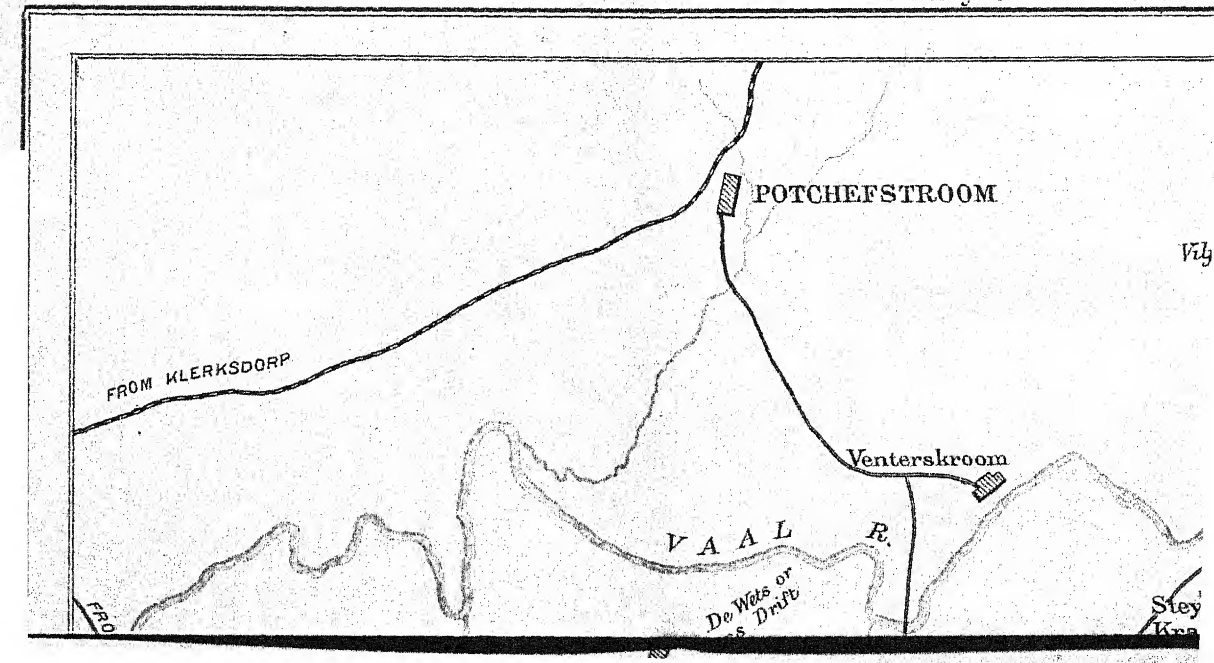 POTCHEFSTROOM
FROM KLERKSDORP
Venterskroom
VAAL R.
De Wets or
Drift